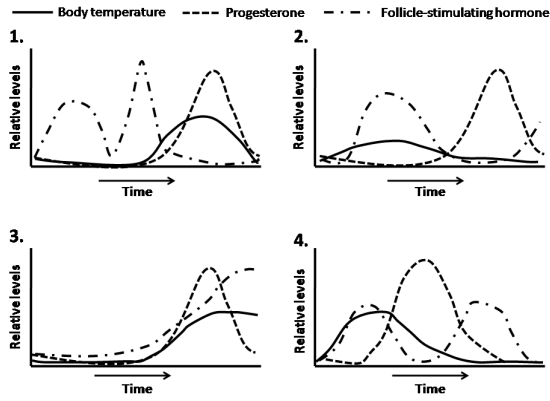 Body temperature Progesterone Follicle-stimulating hormone
1.
Relative levels
Time
2.
Relative levels
Time
3.
Relative levels
Time
4.
Relative levels
Time